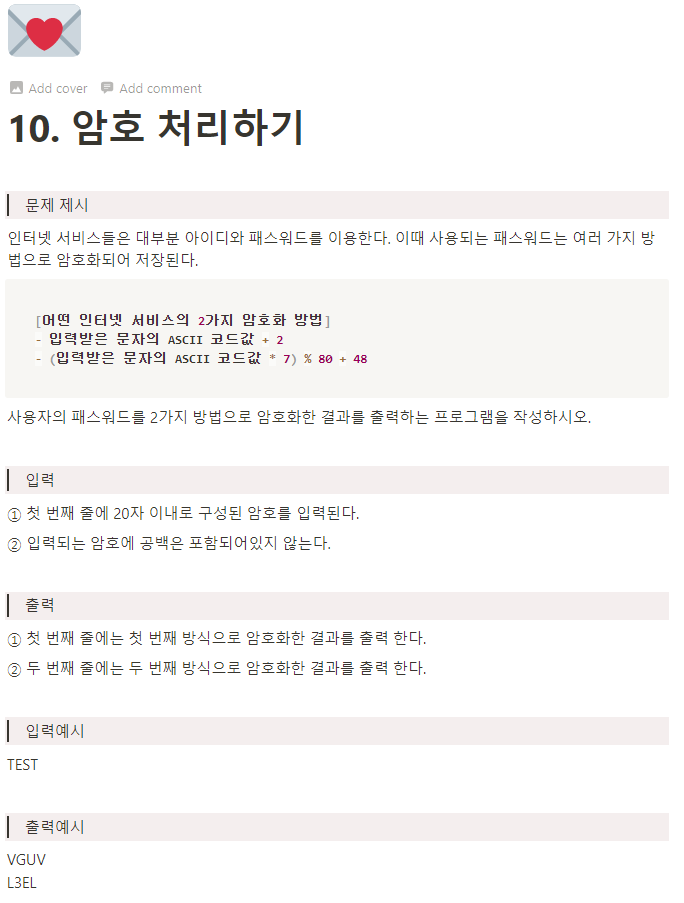 Add cover Add comment
10. 암호 처리하기
문제 제시
인터넷 서비스들은 대부분 아이디와 패스워드를 이용한다. 이때 사용되는 패스워드는 여러 가지 방
법으로 암호화되어 저장된다.
[어떤 인터넷 서비스의 2가지 암호화 방법]
- 입력받은 문자의 ASCII 코드값 + 2
- (입력받은 문자의 ASCII 코드값 * 7) % 80 + 48
사용자의 패스워드를 2가지 방법으로 암호화한 결과를 출력하는 프로그램을 작성하시오.
입력
① 첫 번째 줄에 20자 이내로 구성된 암호를 입력된다.
② 입력되는 암호에 공백은 포함되어있지 않는다.
출력
① 첫 번째 줄에는 첫 번째 방식으로 암호화한 결과를 출력 한다.
② 두 번째 줄에는 두 번째 방식으로 암호화한 결과를 출력 한다.
입력예시
TEST
출력예시
VGUV
L3EL